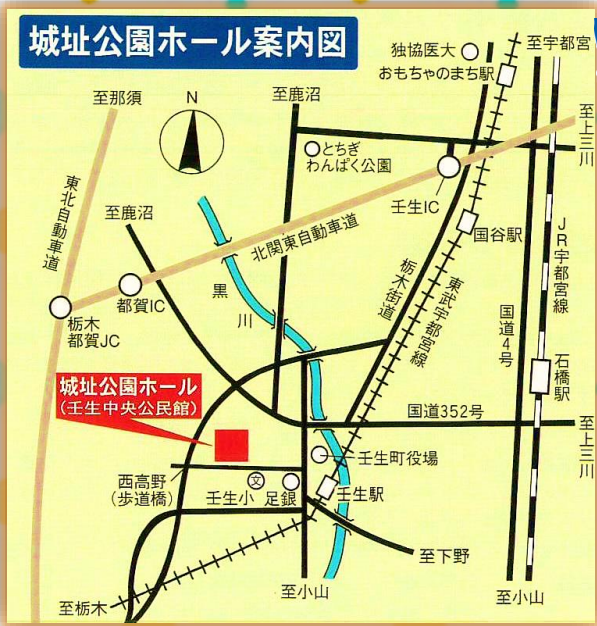 城址公園ホール案内図
独協医大
おもちゃのまち駅
至宇都宮
至那須
N
至鹿沼
至上三川
とちぎ
わんぱく公園
壬生IC
東北自動車道
至鹿沼
北関東自動車道
国谷駅
黒川
都賀IC
栃木街道
東武宇都宮線
国道4号
JR宇都宮線
栃木
都賀JC
石橋駅
城址公園ホール
(壬生中央公民館)
国道352号
至上三川
壬生町役場
西高野
(歩道橋)
文
壬生小
足銀
壬生駅
至下野
至小山
至小山
至栃木